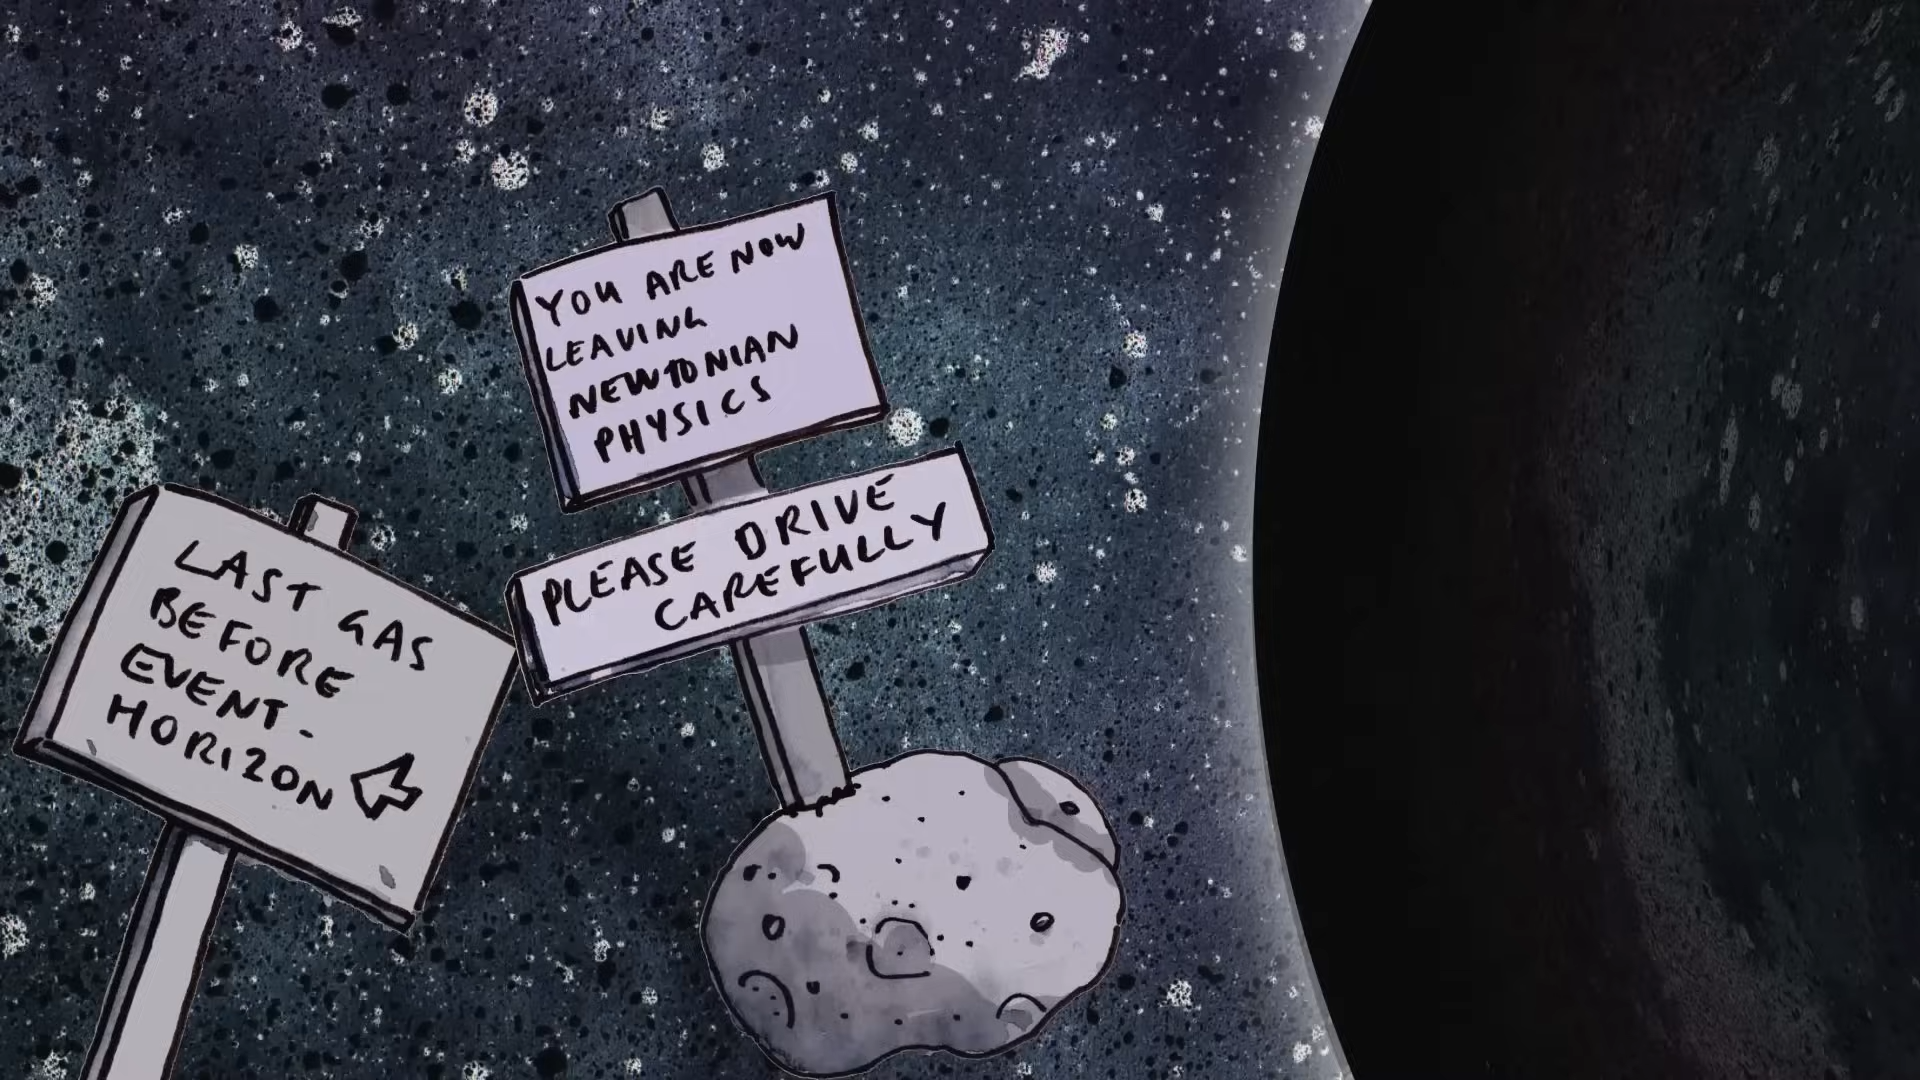 YOU ARE NOW
LEAVING
NEWTONIAN
PHYSICS
PLEASE DRIVE
CAREFULLY
LAST GAS
BEFORE
EVENT-
HORIZON